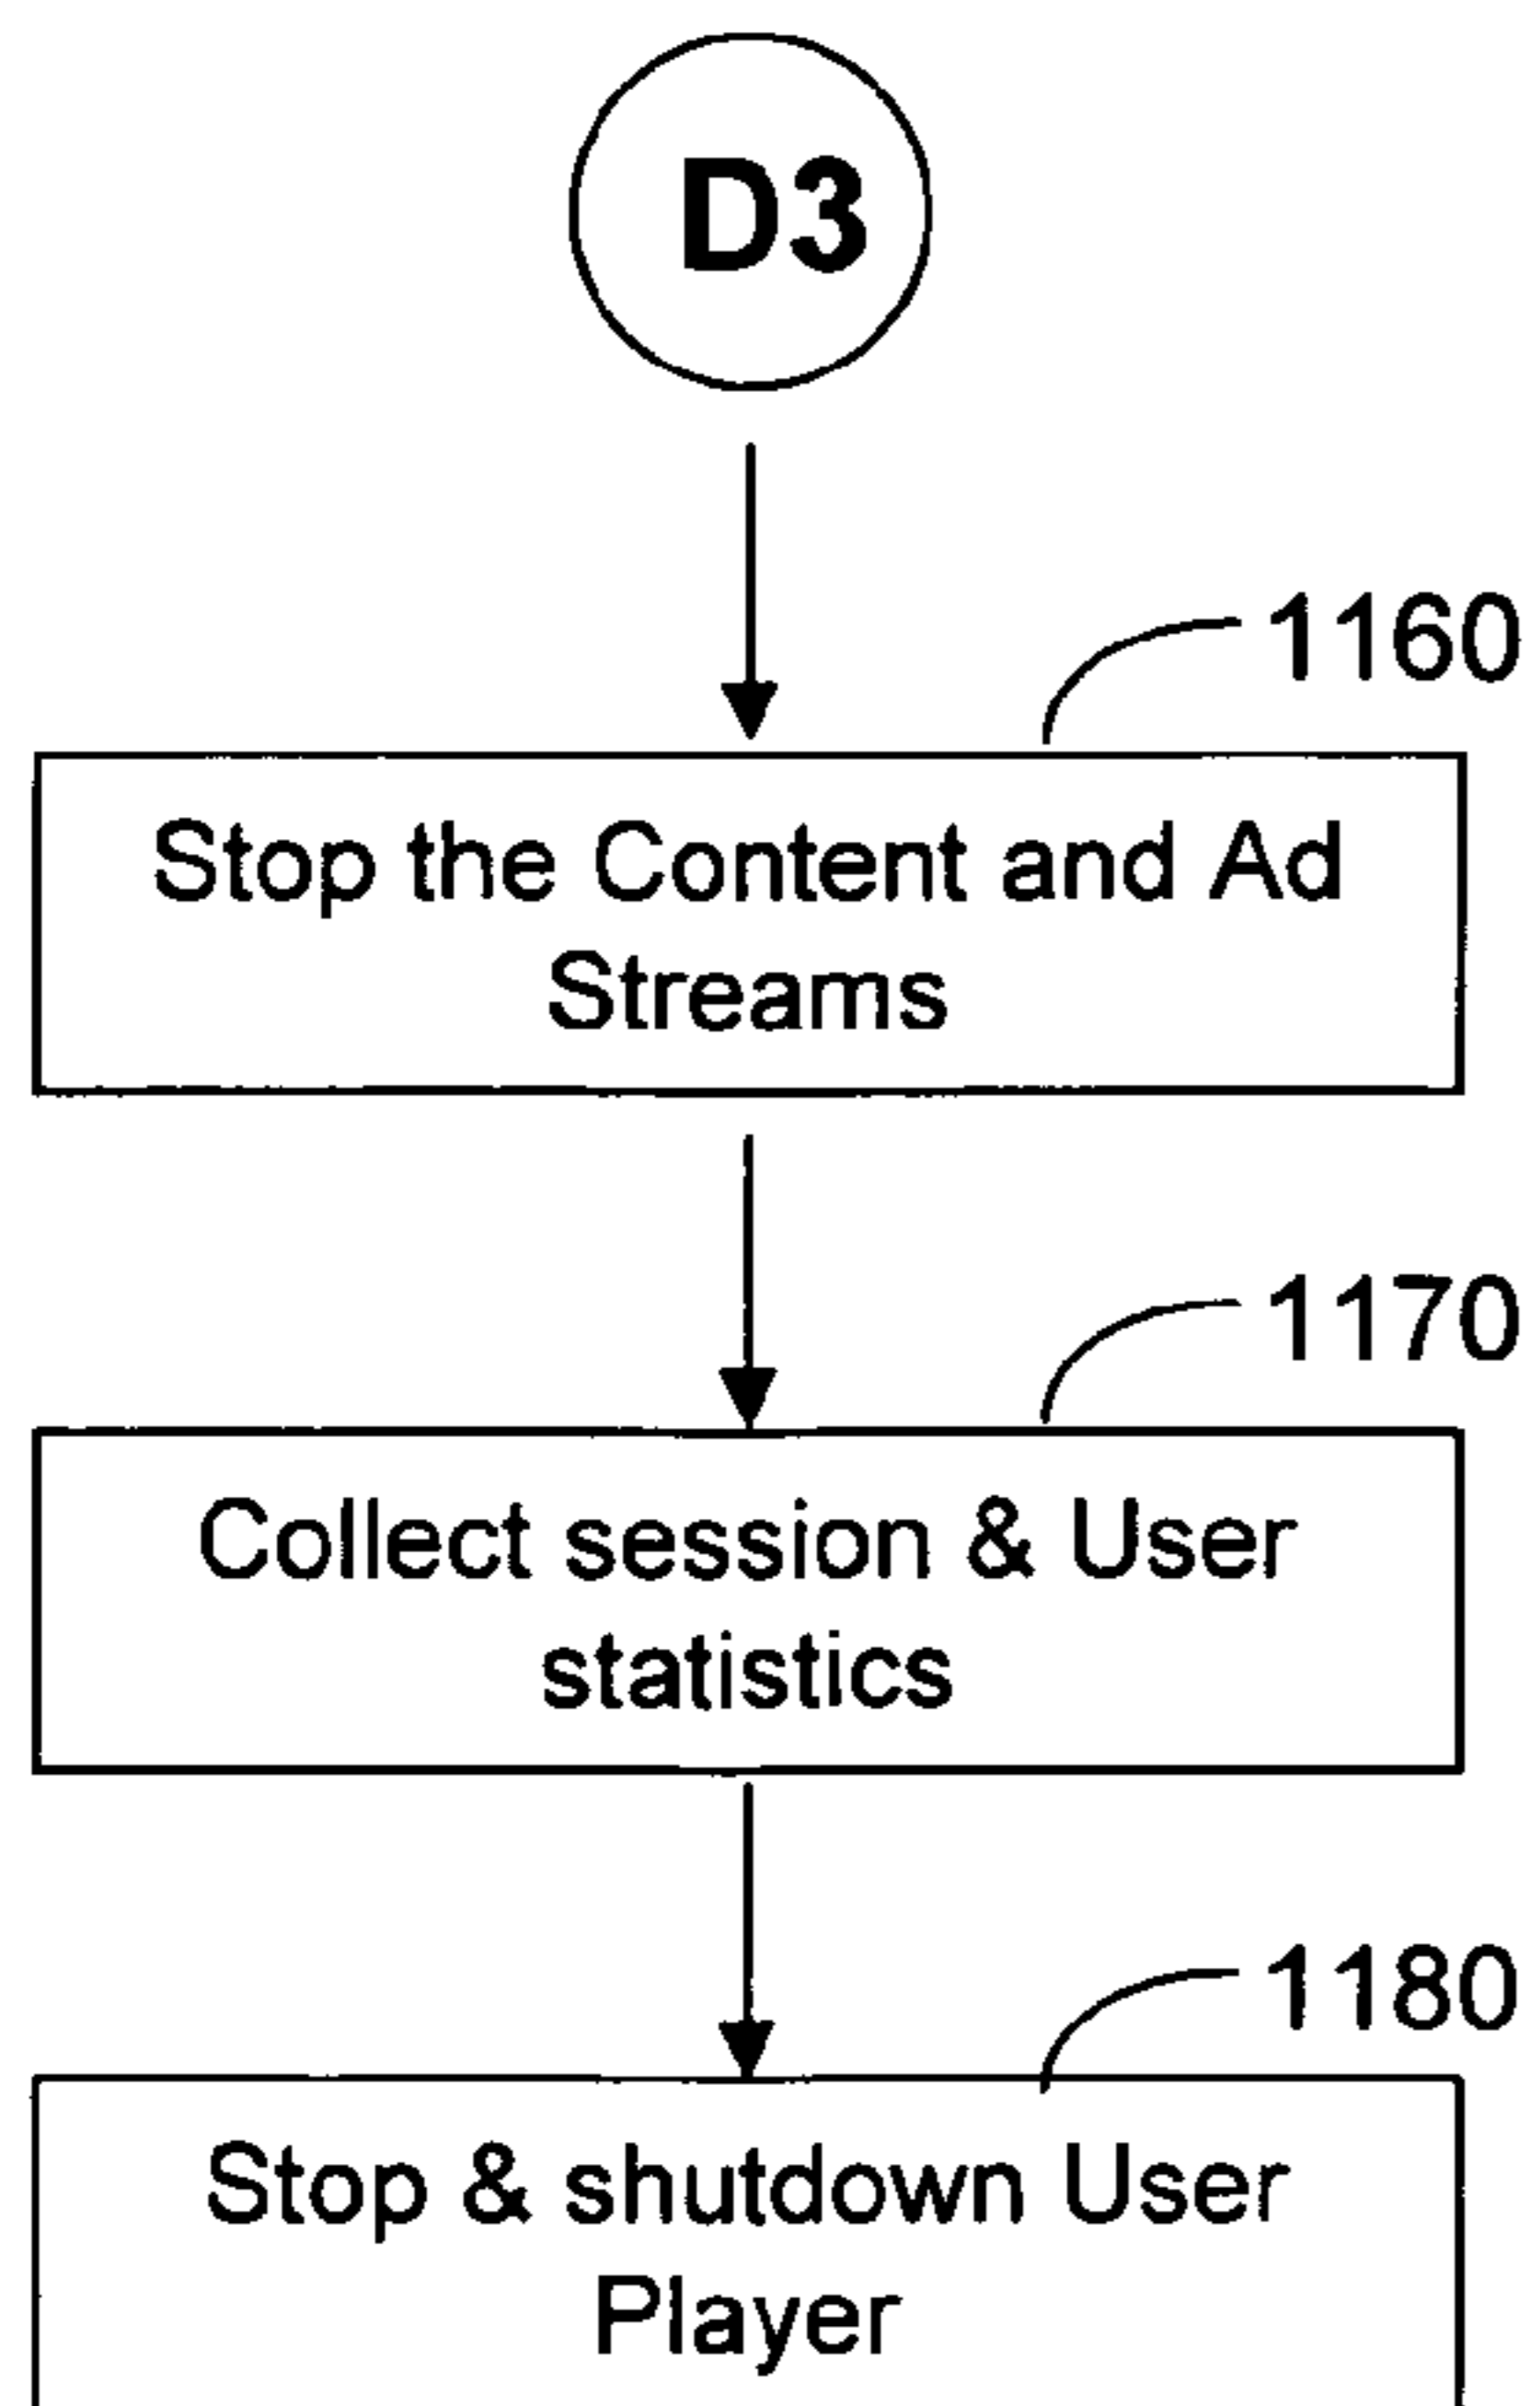 D3
1160
Stop the Content and Ad
Streams
1170
Collect session & User
statistics
1180
Stop & shutdown User
Player